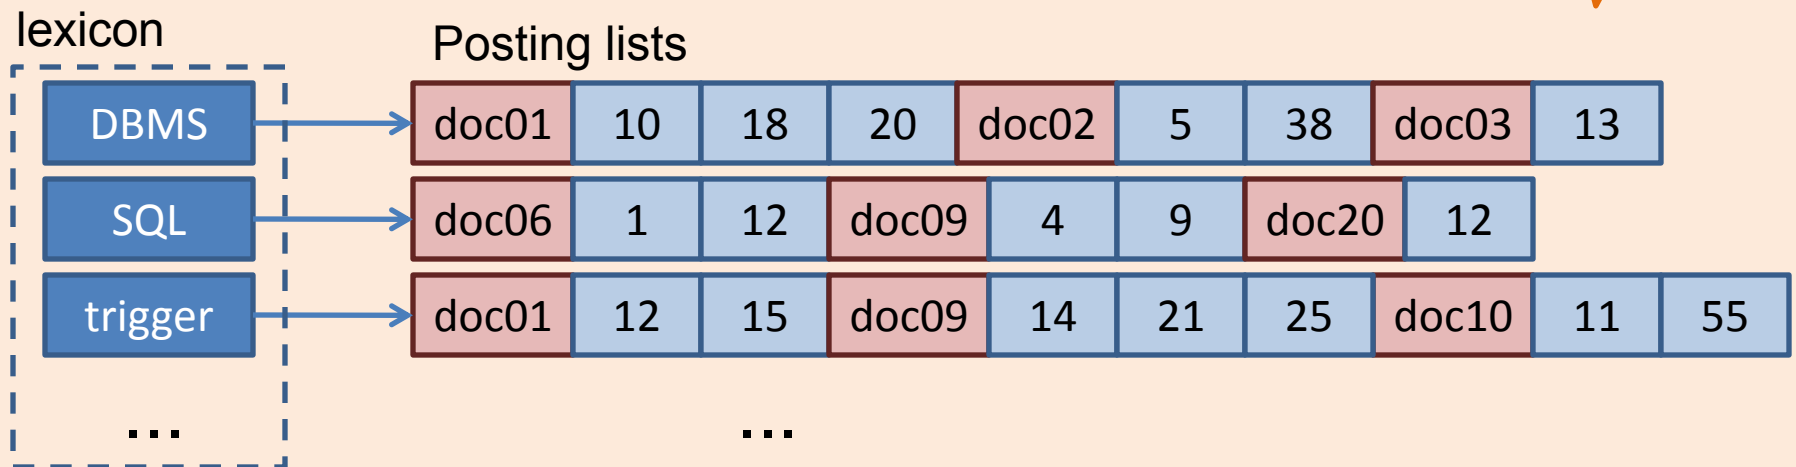 lexicon
Posting lists
DBMS doc01 10 18 20 doc02 5 38 doc03 13
SQL doc06 1 12 doc09 4 9 doc20 12
trigger doc01 12 15 doc09 14 21 25 doc10 11 55
... ...